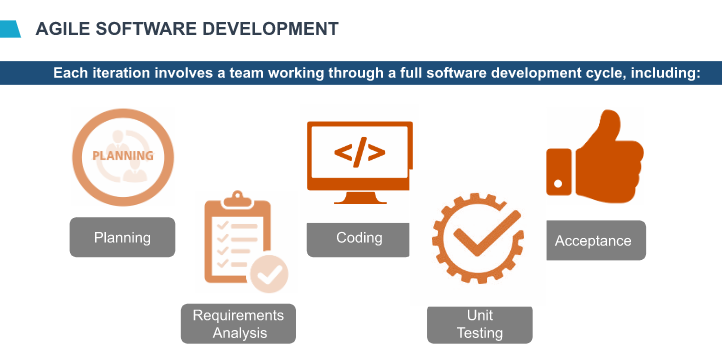 AGILE SOFTWARE DEVELOPMENT
Each iteration involves a team working through a full software development cycle, including:
PLANNING
</>
Planning
Coding
Acceptance
Requirements
Analysis
Unit
Testing